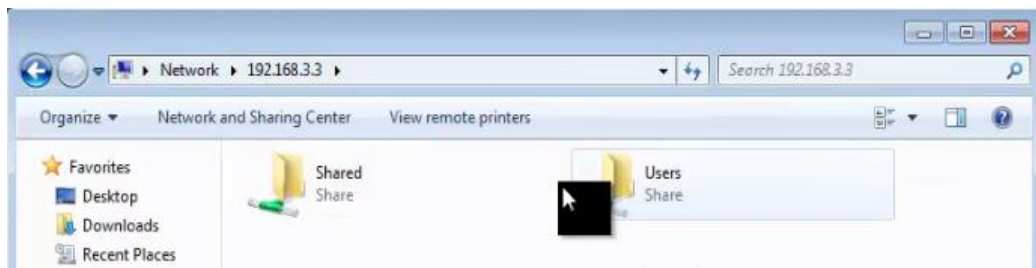 Network 192.168.3.3
Search 192.168.3.3
Organize
Network and Sharing Center
View remote printers
Favorites
Desktop
Downloads
Recent Places
Shared
Share
Users
Share